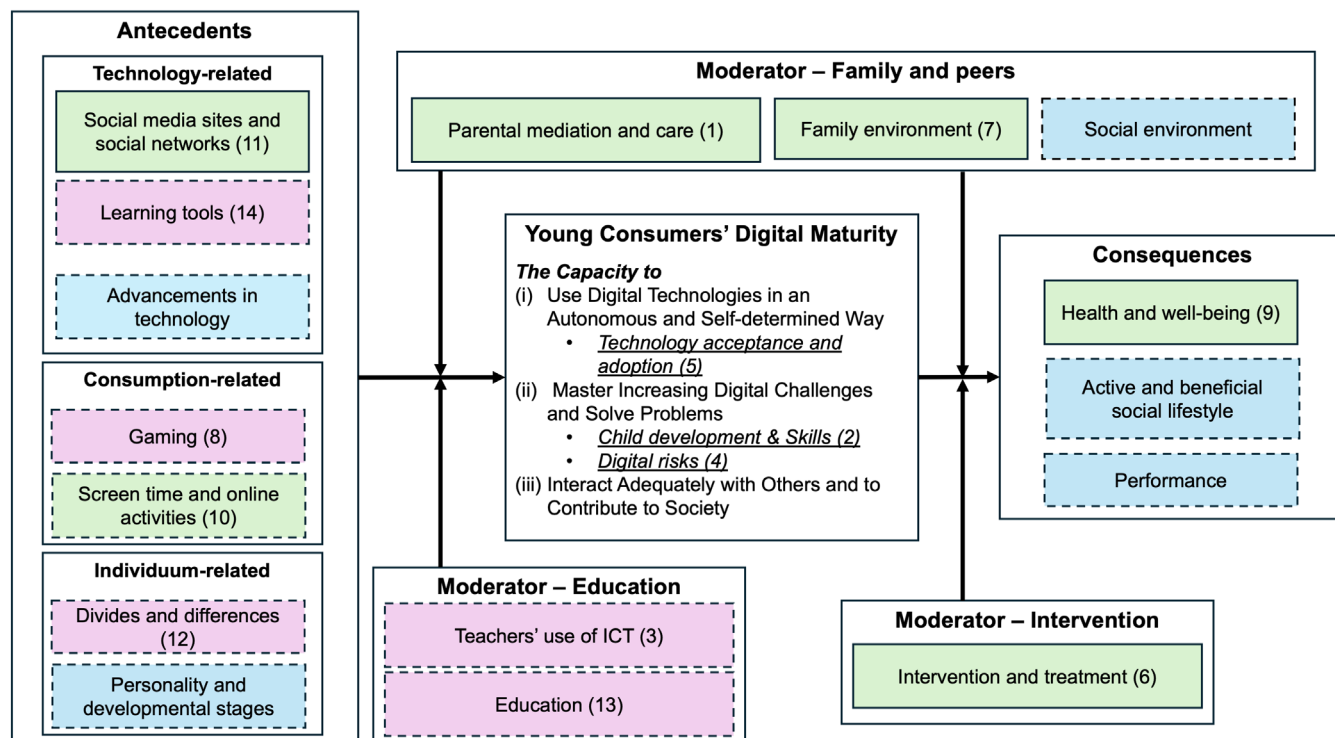 Antecedents
Technology-related
Social media sites and
social networks (11)
Learning tools (14)
Advancements in
technology
Consumption-related
Gaming (8)
Screen time and online
activities (10)
Individuum-related
Divides and differences
(12)
Personality and
developmental stages
Moderator – Family and peers
Parental mediation and care (1)
Family environment (7)
Social environment
Young Consumers’ Digital Maturity
The Capacity to
(i) Use Digital Technologies in an
Autonomous and Self-determined Way
• Technology acceptance and
adoption (5)
(ii) Master Increasing Digital Challenges
and Solve Problems
• Child development & Skills (2)
• Digital risks (4)
(iii) Interact Adequately with Others and to
Contribute to Society
Moderator – Education
Teachers’ use of ICT (3)
Education (13)
Consequences
Health and well-being (9)
Active and beneficial
social lifestyle
Performance
Moderator – Intervention
Intervention and treatment (6)